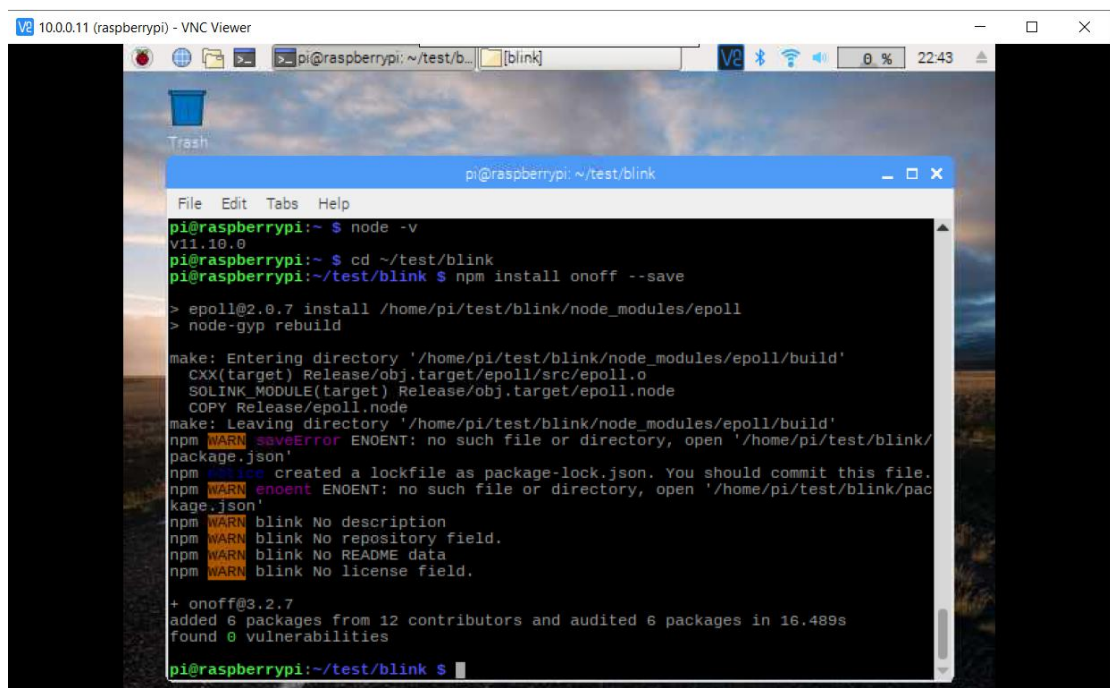 10.0.0.11 (raspberrypi) - VNC Viewer
pi@raspberrypi: ~/test/b... [blink] 0 % 22:43
Trash
pi@raspberrypi: ~/test/blink
File Edit Tabs Help
pi@raspberrypi:~ $ node -v
v11.10.0
pi@raspberrypi:~ $ cd ~/test/blink
pi@raspberrypi:~/test/blink $ npm install onoff --save
> epoll@2.0.7 install /home/pi/test/blink/node_modules/epoll
> node-gyp rebuild
make: Entering directory '/home/pi/test/blink/node_modules/epoll/build'
CXX(target) Release/obj.target/epoll/src/epoll.o
SOLINK_MODULE(target) Release/obj.target/epoll.node
COPY Release/epoll.node
make: Leaving directory '/home/pi/test/blink/node_modules/epoll/build'
npm WARN saveError ENOENT: no such file or directory, open '/home/pi/test/blink/
package.json'
npm notice created a lockfile as package-lock.json. You should commit this file.
npm WARN enoent ENOENT: no such file or directory, open '/home/pi/test/blink/pac
kage.json'
npm WARN blink No description
npm WARN blink No repository field.
npm WARN blink No README data
npm WARN blink No license field.
+ onoff@3.2.7
added 6 packages from 12 contributors and audited 6 packages in 16.489s
found 0 vulnerabilities
pi@raspberrypi:~/test/blink $